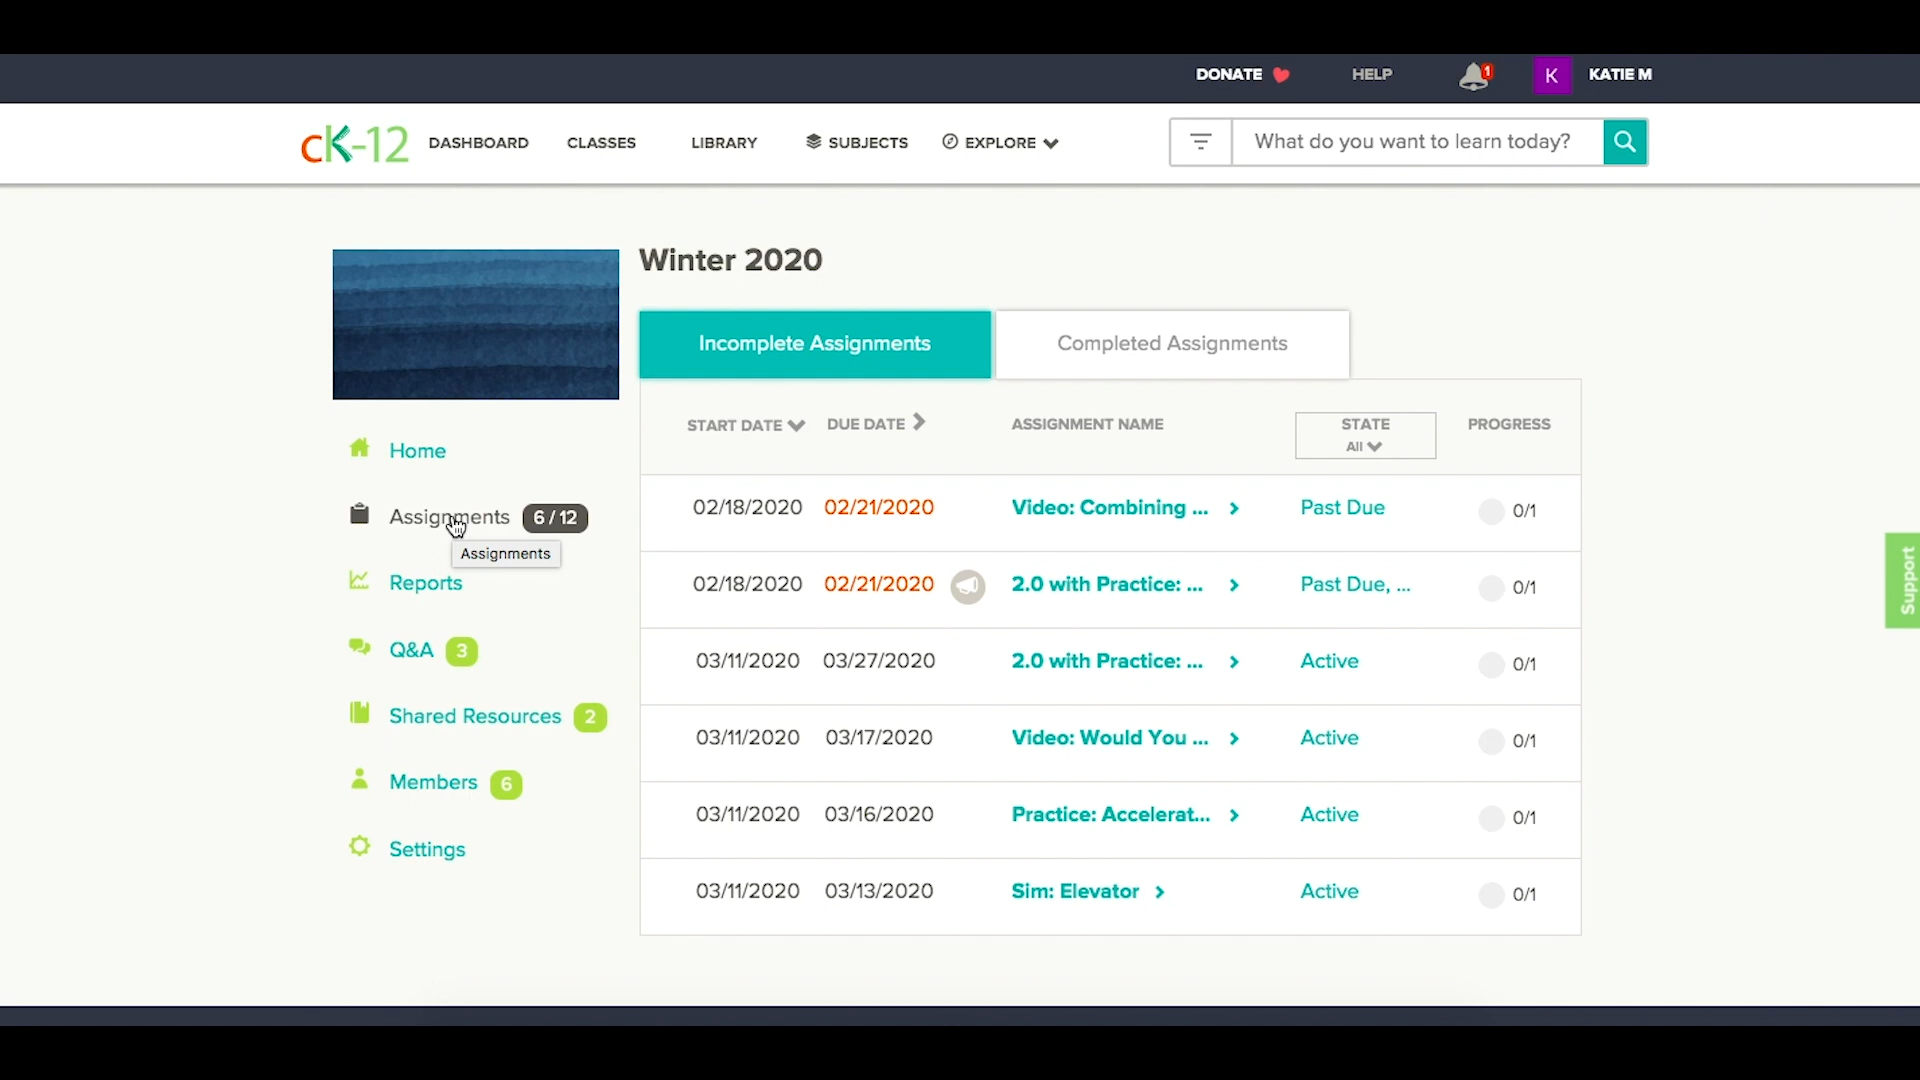 DONATE HELP 1 K KATIE M
cK-12 DASHBOARD CLASSES LIBRARY SUBJECTS EXPLORE What do you want to learn today?
Winter 2020
Incomplete Assignments Completed Assignments
START DATE DUE DATE ASSIGNMENT NAME STATE PROGRESS
All
Home
02/18/2020 02/21/2020 Video: Combining ... Past Due 0/1
Assignments 6 / 12
Assignments
02/18/2020 02/21/2020 2.0 with Practice: ... Past Due, ... 0/1
Reports
Support
03/11/2020 03/27/2020 2.0 with Practice: ... Active 0/1
Q&A 3
Shared Resources 2
03/11/2020 03/17/2020 Video: Would You ... Active 0/1
Members 6
03/11/2020 03/16/2020 Practice: Accelerat... Active 0/1
Settings
03/11/2020 03/13/2020 Sim: Elevator Active 0/1